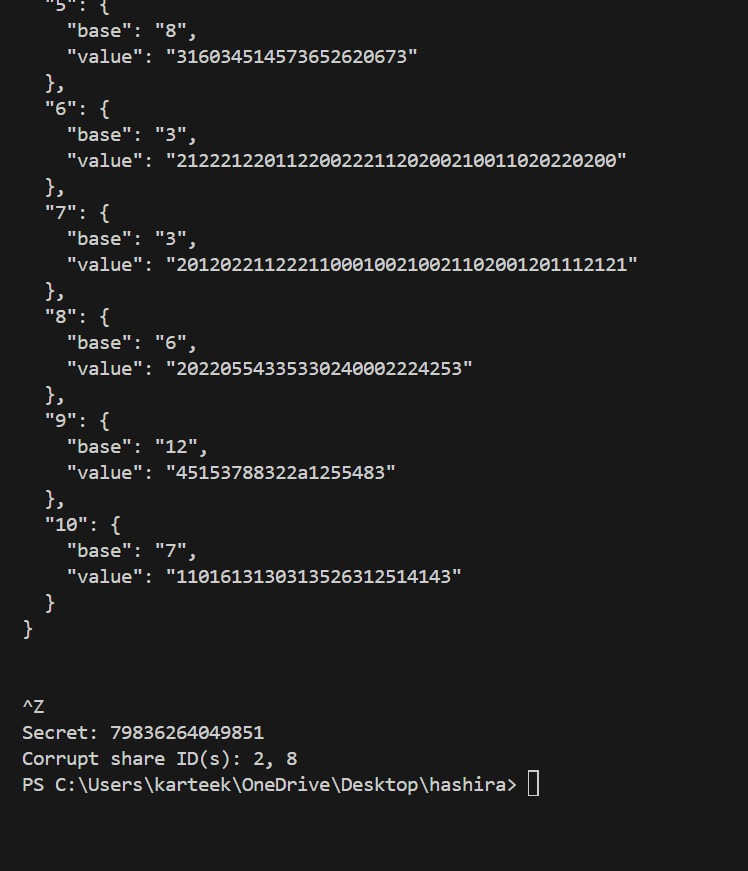 "5": {
"base": "8",
"value": "316034514573652620673"
},
"6": {
"base": "3",
"value": "2122212201122002221120200210011020220200"
},
"7": {
"base": "3",
"value": "20120221122211000100210021102001201112121"
},
"8": {
"base": "6",
"value": "20220554335330240002224253"
},
"9": {
"base": "12",
"value": "45153788322a1255483"
},
"10": {
"base": "7",
"value": "1101613130313526312514143"
}
}
^Z
Secret: 79836264049851
Corrupt share ID(s): 2, 8
PS C:\Users\karteek\OneDrive\Desktop\hashira>